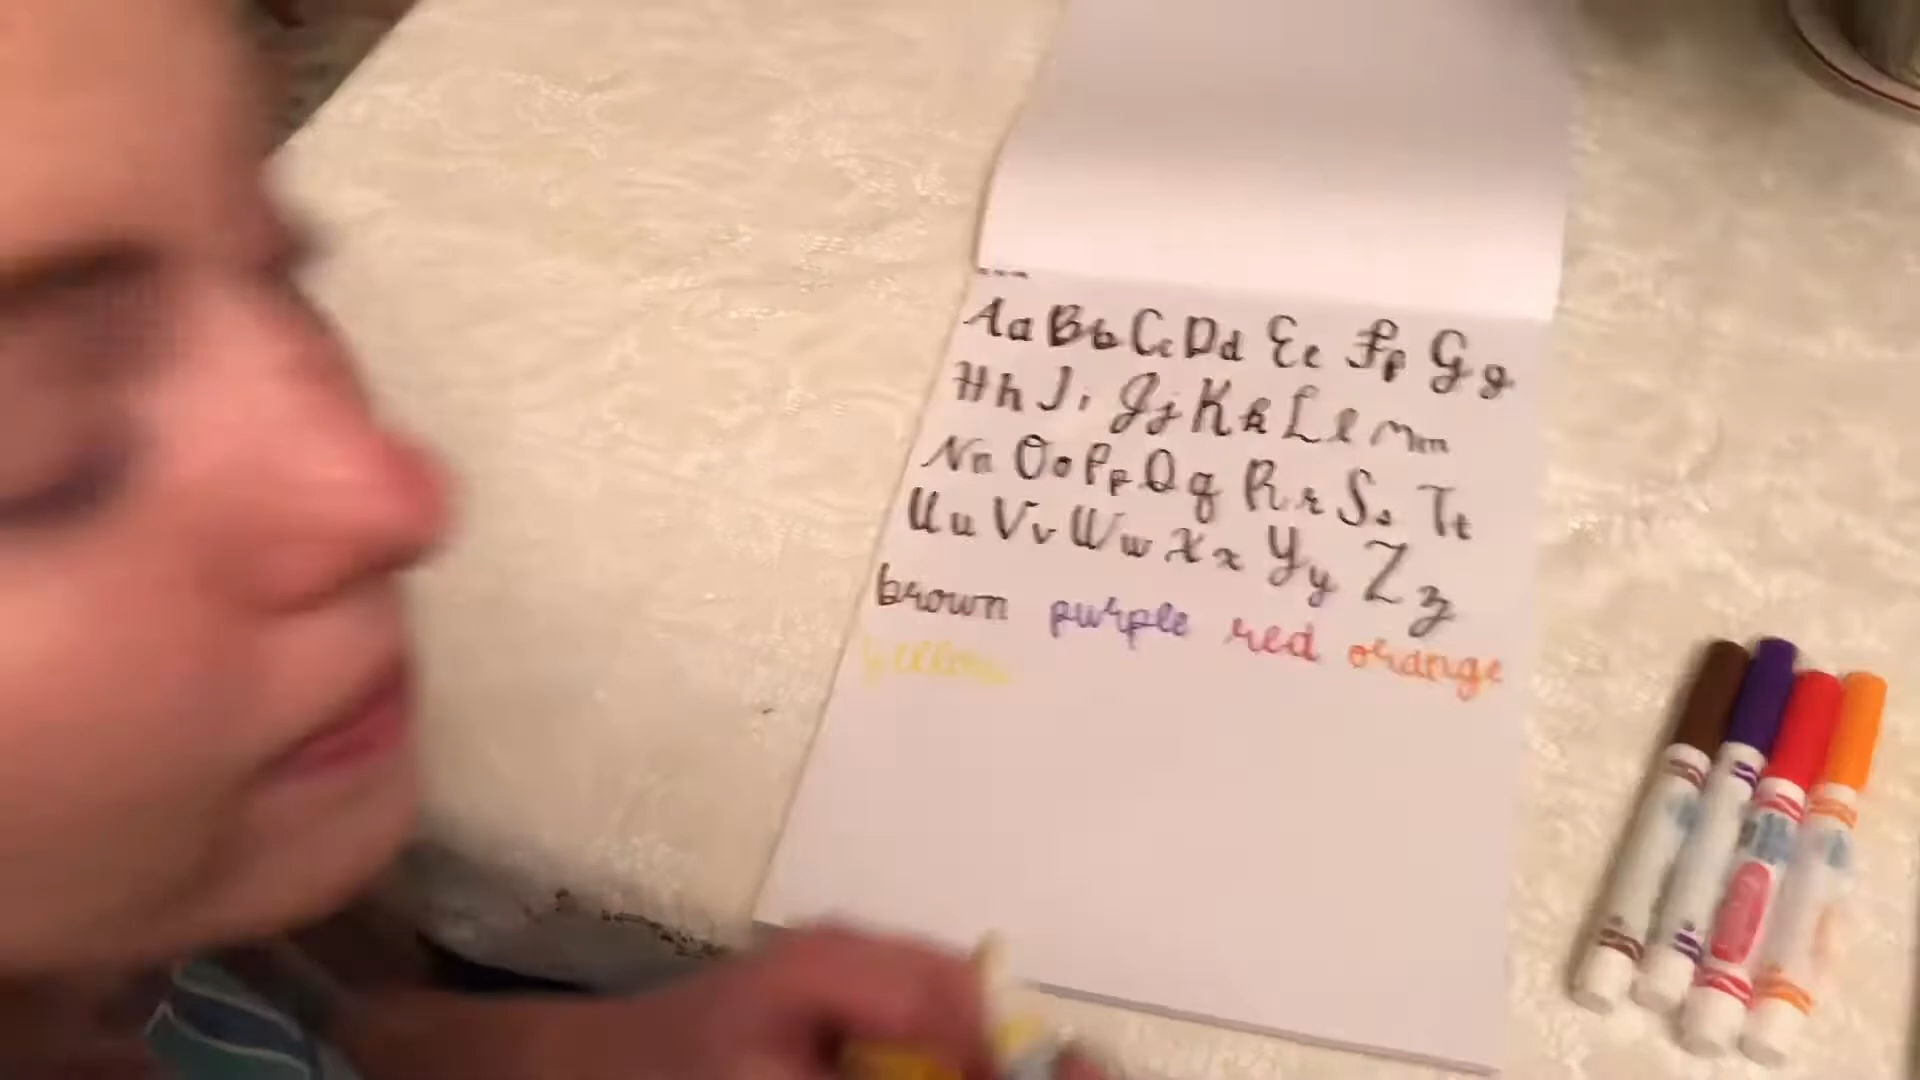 Aa Bb Cc Dd Ee Fp Gg
Hh Ii Jj Kk Ll Mm
Nn Oo Pp Qq Rr Ss Tt
Uu Vv Ww Xx Yy Zz
brown purple red orange
yellow